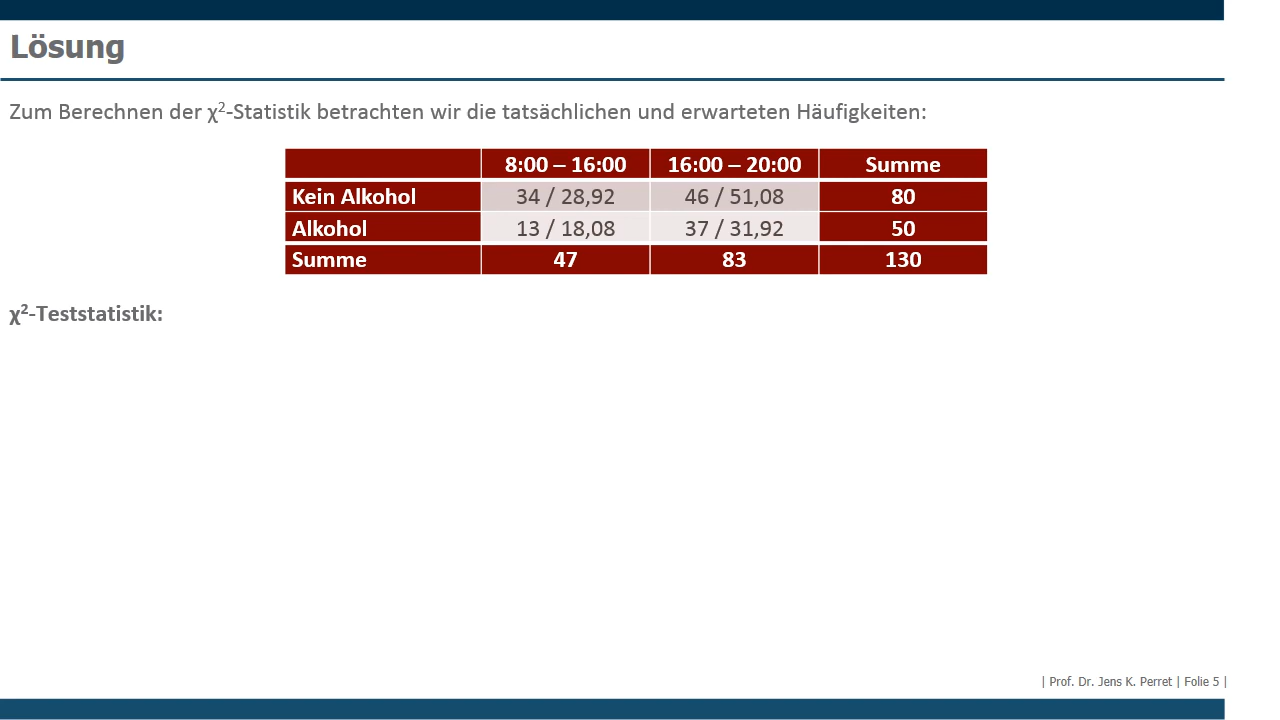 Lösung
Zum Berechnen der χ²-Statistik betrachten wir die tatsächlichen und erwarteten Häufigkeiten:
8:00 – 16:00 16:00 – 20:00 Summe
Kein Alkohol 34 / 28,92 46 / 51,08 80
Alkohol 13 / 18,08 37 / 31,92 50
Summe 47 83 130
χ²-Teststatistik:
| Prof. Dr. Jens K. Perret | Folie 5 |